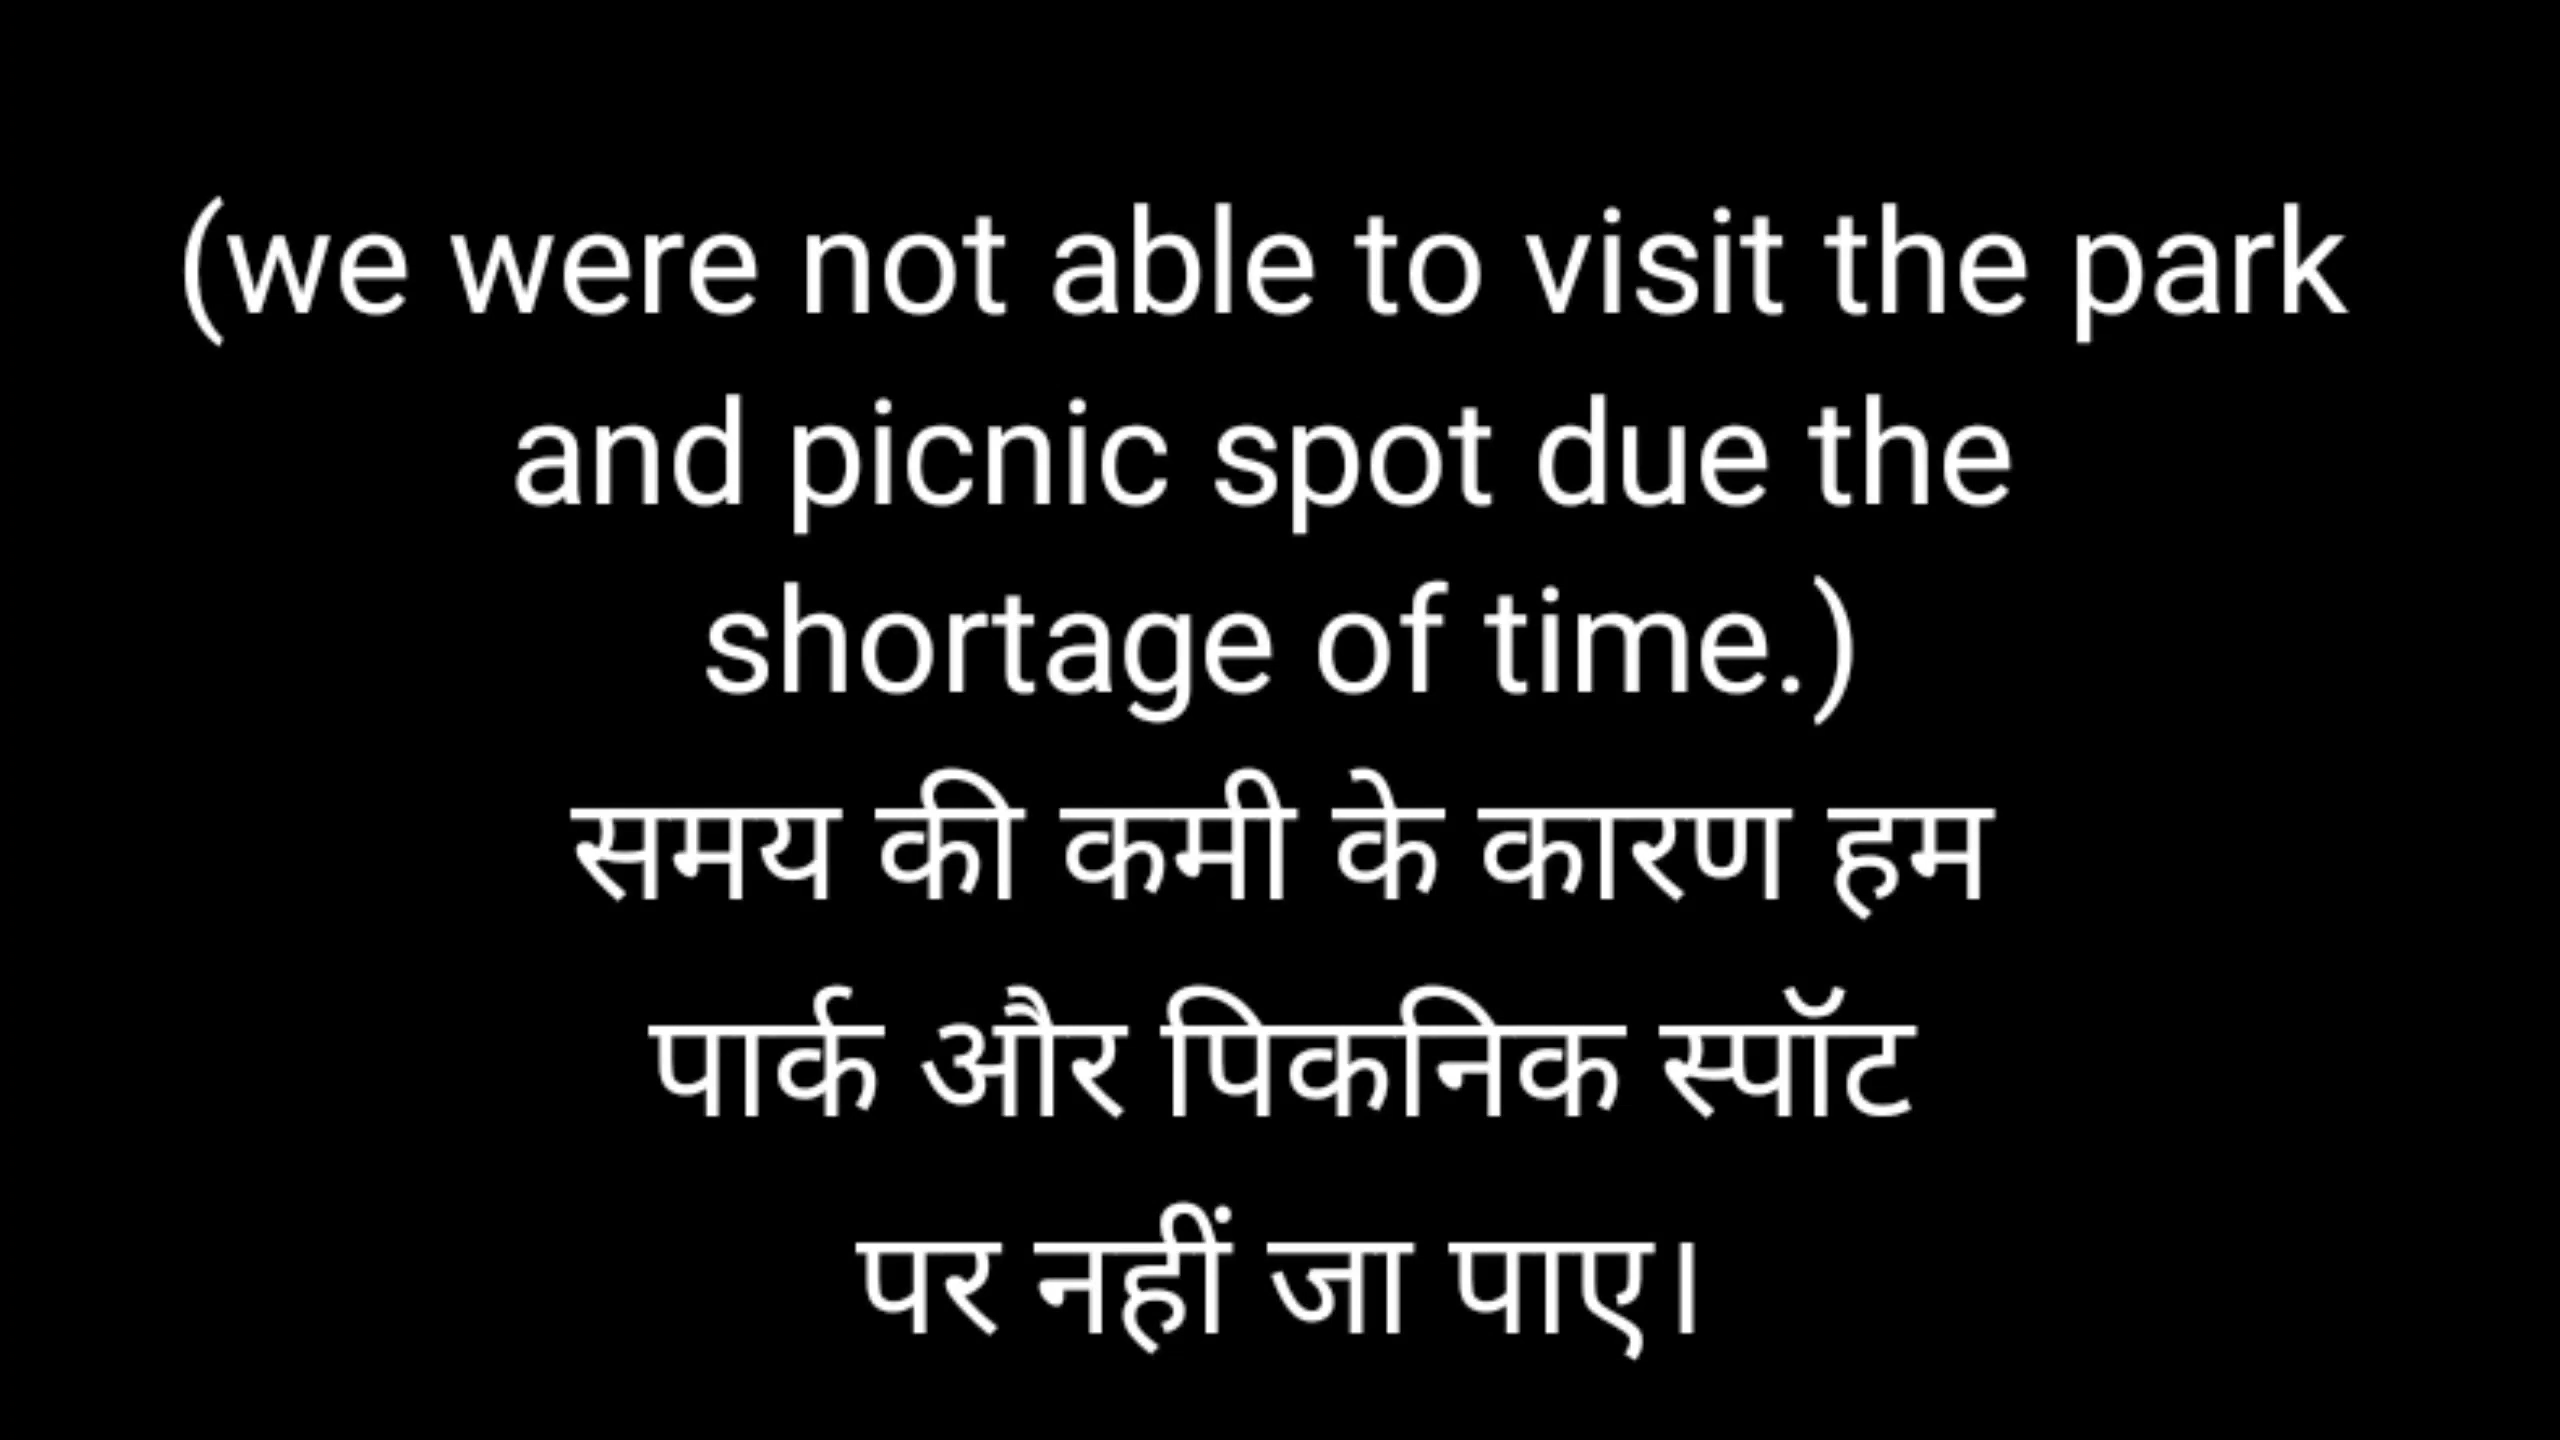 (we were not able to visit the park
and picnic spot due the
shortage of time.)
समय की कमी के कारण हम
पार्क और पिकनिक स्पॉट
पर नहीं जा पाए।